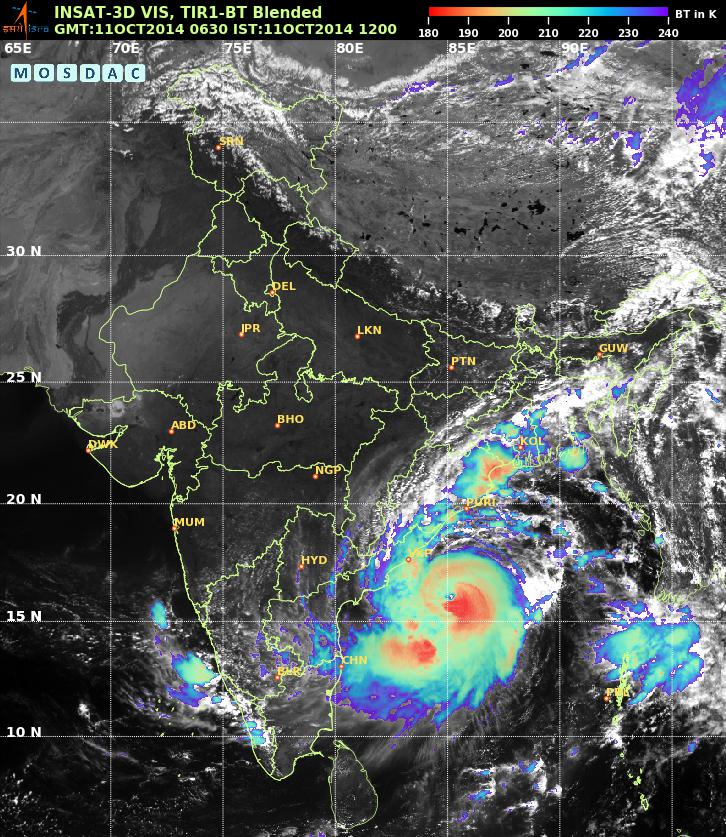 INSAT-3D VIS, TIR1-BT Blended
GMT:11OCT2014 0630 IST:11OCT2014 1200
BT in K
180 190 200 210 220 230 240
65E 70E 75E 80E 85E 90E
MOSDAC
SRN
30 N
DEL
JPR LKN
GUW
PTN
25 N
ABD BHO
KOL
DWK
NGP
20 N
PURI
MUM
HYD
15 N
CHN
10 N